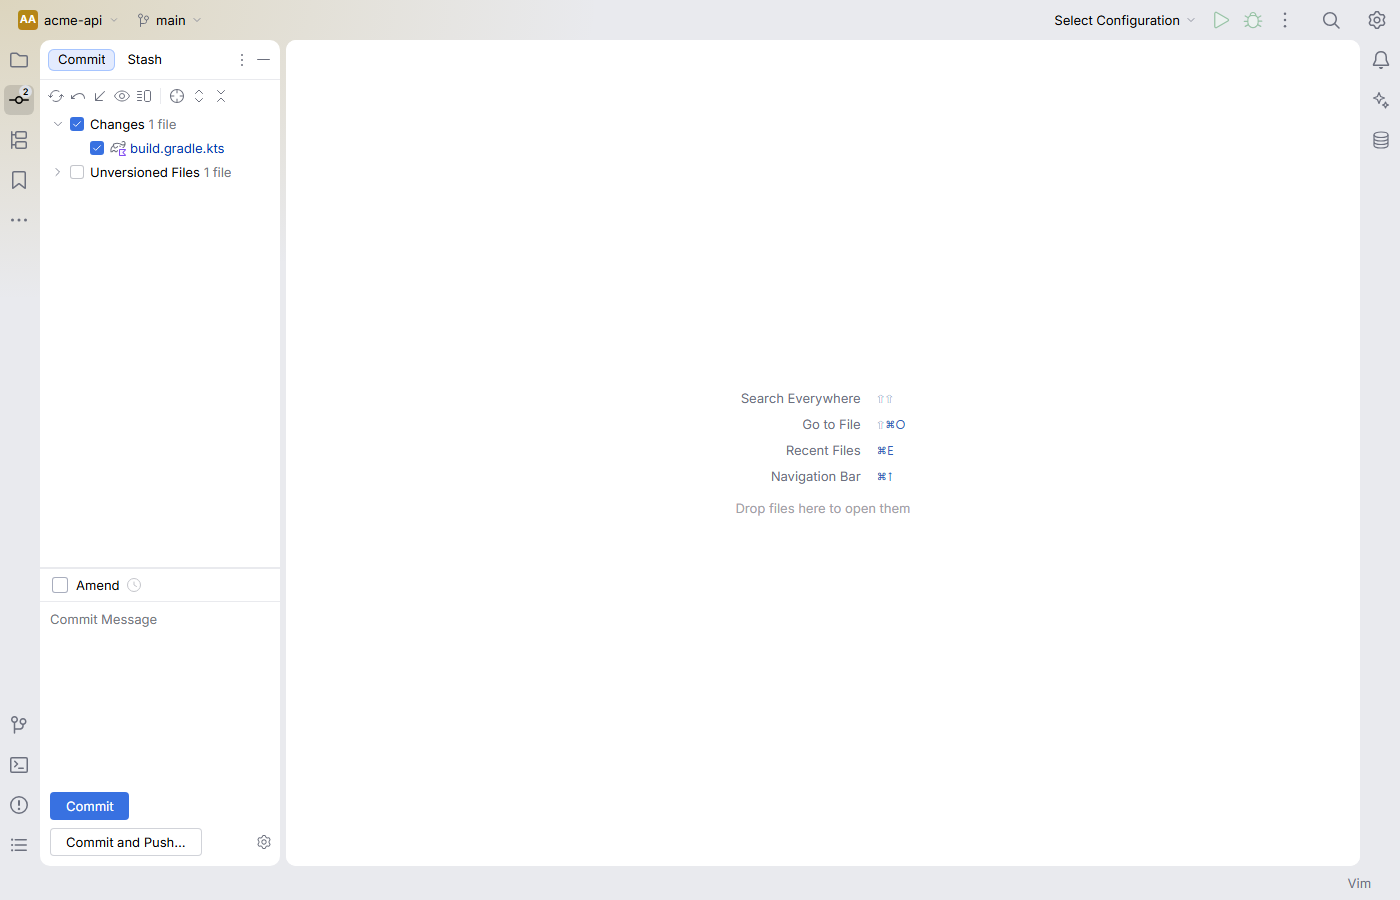 AA acme-api main Select Configuration
Commit Stash
2
Changes 1 file
build.gradle.kts
Unversioned Files 1 file
Search Everywhere ⇧⇧
Go to File ⇧⌘O
Recent Files ⌘E
Navigation Bar ⌘↑
Drop files here to open them
Amend
Commit Message
Commit
Commit and Push...
Vim